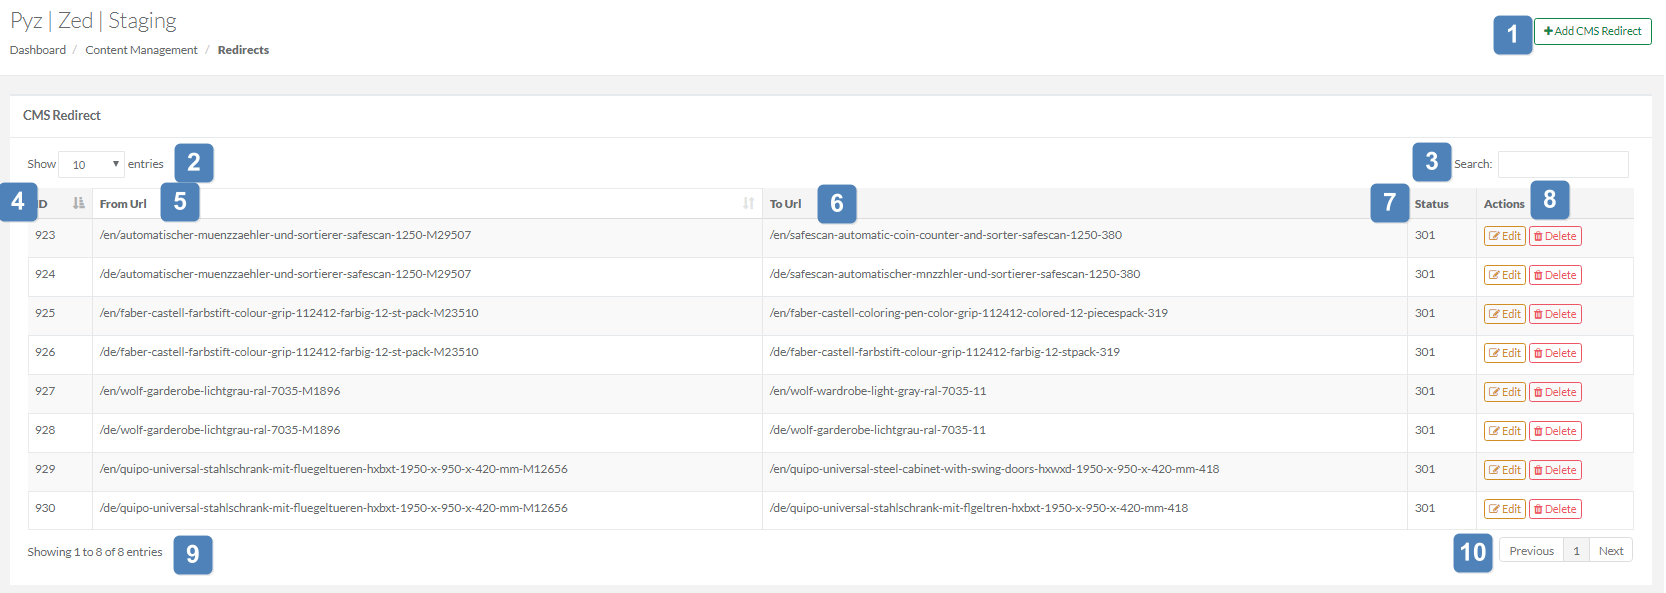 Pyz | Zed | Staging
Dashboard / Content Management / Redirects
1 Add CMS Redirect
CMS Redirect
Show 10 entries 2 3 Search:
4 ID From Url 5 To Url 6 7 Status Actions 8
923 /en/automatischer-muenzzaehler-und-sortierer-safescan-1250-M29507 /en/safescan-automatic-coin-counter-and-sorter-safescan-1250-380 301 Edit Delete
924 /de/automatischer-muenzzaehler-und-sortierer-safescan-1250-M29507 /de/safescan-automatischer-mnzzhler-und-sortierer-safescan-1250-380 301 Edit Delete
925 /en/faber-castell-farbstift-colour-grip-112412-farbig-12-st-pack-M23510 /en/faber-castell-coloring-pen-color-grip-112412-colored-12-piecespack-319 301 Edit Delete
926 /de/faber-castell-farbstift-colour-grip-112412-farbig-12-st-pack-M23510 /de/faber-castell-farbstift-colour-grip-112412-farbig-12-stpack-319 301 Edit Delete
927 /en/wolf-garderobe-lichtgrau-ral-7035-M1896 /en/wolf-wardrobe-light-gray-ral-7035-11 301 Edit Delete
928 /de/wolf-garderobe-lichtgrau-ral-7035-M1896 /de/wolf-garderobe-lichtgrau-ral-7035-11 301 Edit Delete
929 /en/quipo-universal-stahlschrank-mit-fluegeltueren-hxbxt-1950-x-950-x-420-mm-M12656 /en/quipo-universal-steel-cabinet-with-swing-doors-hxwxd-1950-x-950-x-420-mm-418 301 Edit Delete
930 /de/quipo-universal-stahlschrank-mit-fluegeltueren-hxbxt-1950-x-950-x-420-mm-M12656 /de/quipo-universal-stahlschrank-mit-flgeltren-hxbxt-1950-x-950-x-420-mm-418 301 Edit Delete
Showing 1 to 8 of 8 entries 9 10 Previous 1 Next